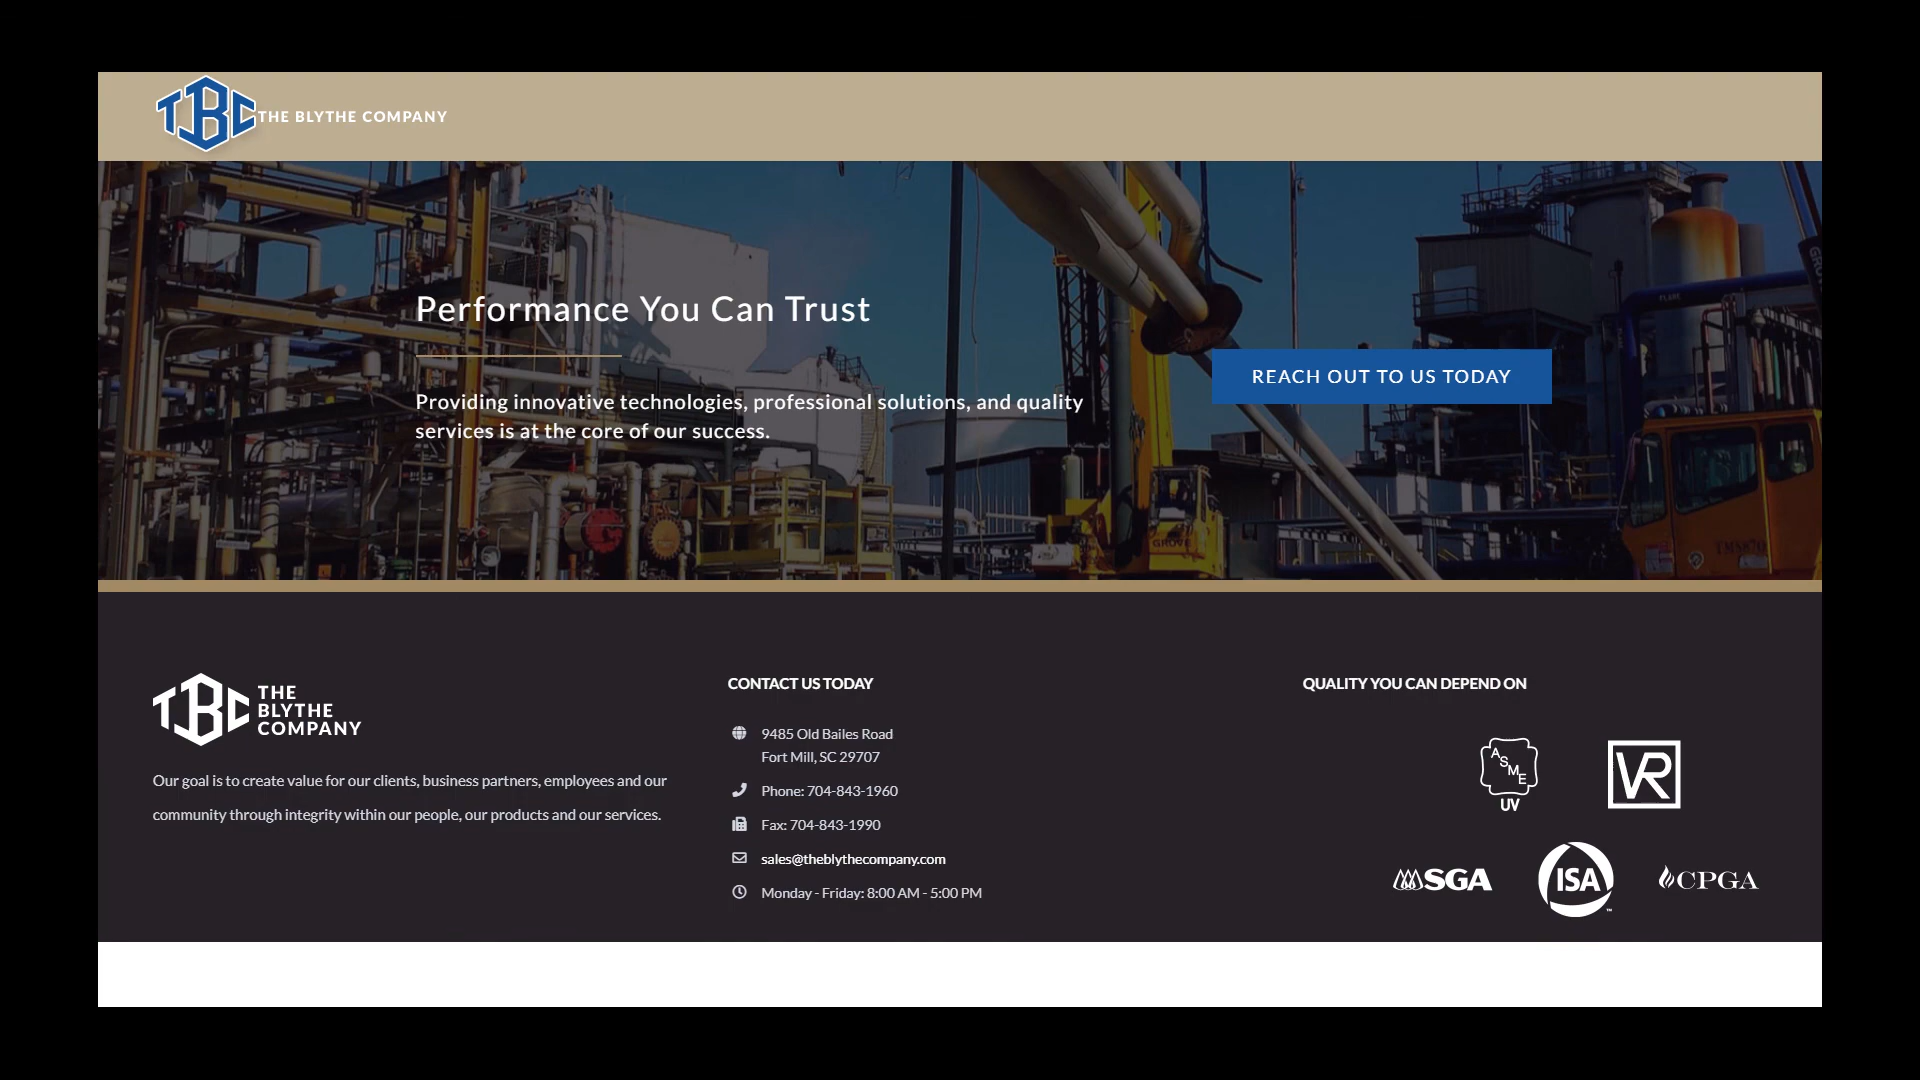 TBC THE BLYTHE COMPANY
Performance You Can Trust
Providing innovative technologies, professional solutions, and quality
services is at the core of our success.
REACH OUT TO US TODAY
GROVE
TBC
THE
BLYTHE
COMPANY
Our goal is to create value for our clients, business partners, employees and our
community through integrity within our people, our products and our services.
CONTACT US TODAY
9485 Old Bailes Road
Fort Mill, SC 29707
Phone: 704-843-1960
Fax: 704-843-1990
sales@theblythecompany.com
Monday - Friday: 8:00 AM - 5:00 PM
QUALITY YOU CAN DEPEND ON
ASME
UV
VR
SGA
ISA
™
CPGA